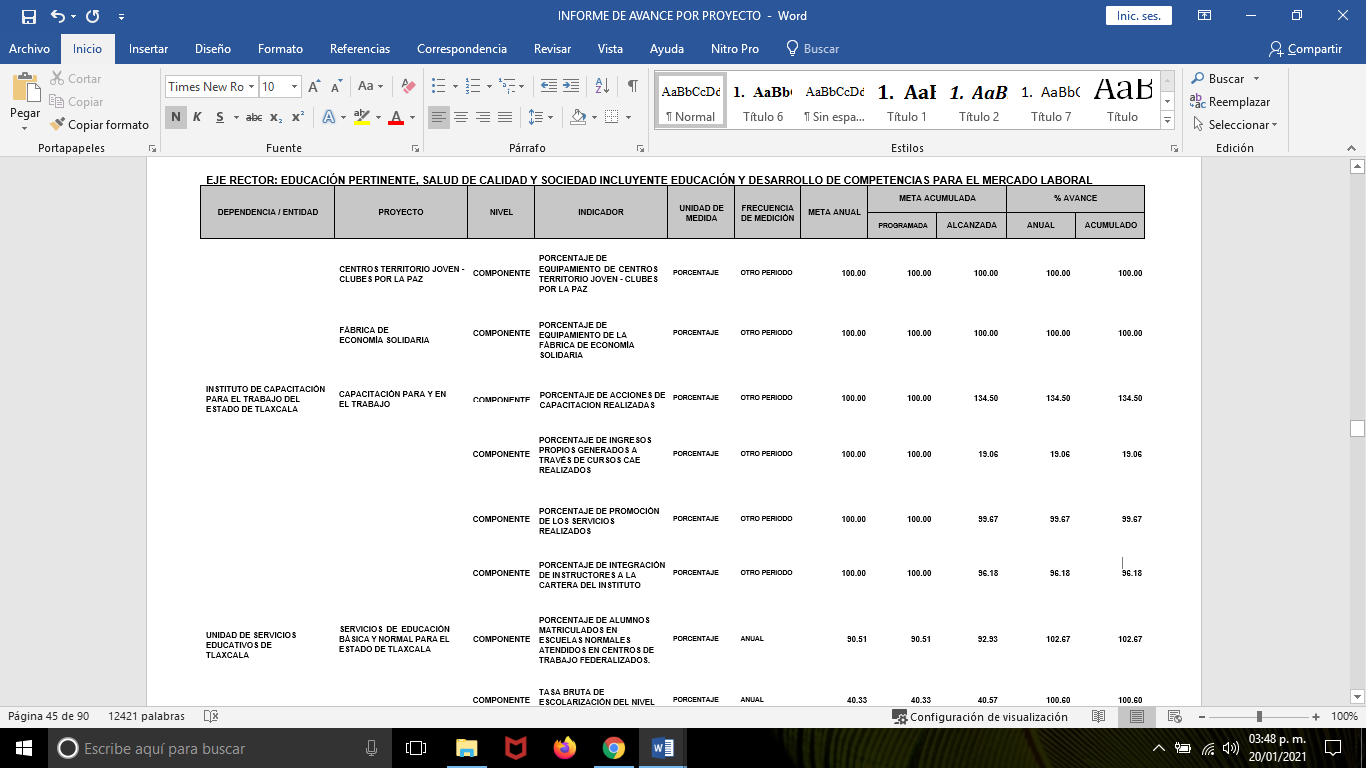 INFORME DE AVANCE POR PROYECTO - Word
Inic. ses.
Archivo Inicio Insertar Diseño Formato Referencias Correspondencia Revisar Vista Ayuda Nitro Pro Buscar Compartir
Pegar
Cortar
Copiar
Copiar formato
Portapapeles
Times New Ro 10
N K S abc x₂ x²
Fuente
Párrafo
AaBbCcDd 1. AaBb( AaBbCcDd 1. AaB 1. AaB 1. AaBb( AaB
¶ Normal Título 6 ¶ Sin espa... Título 1 Título 2 Título 7 Título
Estilos
Buscar
Reemplazar
Seleccionar
Edición
EJE RECTOR: EDUCACIÓN PERTINENTE, SALUD DE CALIDAD Y SOCIEDAD INCLUYENTE EDUCACIÓN Y DESARROLLO DE COMPETENCIAS PARA EL MERCADO LABORAL
DEPENDENCIA / ENTIDAD
PROYECTO
NIVEL
INDICADOR
UNIDAD DE
MEDIDA
FRECUENCIA
DE MEDICIÓN
META ANUAL
META ACUMULADA
PROGRAMADA ALCANZADA
% AVANCE
ANUAL ACUMULADO
CENTROS TERRITORIO JOVEN -
CLUBES POR LA PAZ
COMPONENTE
PORCENTAJE DE
EQUIPAMIENTO DE CENTROS
TERRITORIO JOVEN - CLUBES
POR LA PAZ
PORCENTAJE OTRO PERIODO 100.00 100.00 100.00 100.00 100.00
FÁBRICA DE
ECONOMÍA SOLIDARIA
COMPONENTE
PORCENTAJE DE
EQUIPAMIENTO DE LA
FÁBRICA DE ECONOMÍA
SOLIDARIA
PORCENTAJE OTRO PERIODO 100.00 100.00 100.00 100.00 100.00
INSTITUTO DE CAPACITACIÓN
PARA EL TRABAJO DEL
ESTADO DE TLAXCALA
CAPACITACIÓN PARA Y EN
EL TRABAJO
COMPONENTE
PORCENTAJE DE ACCIONES DE
CAPACITACION REALIZADAS
PORCENTAJE OTRO PERIODO 100.00 100.00 134.50 134.50 134.50
COMPONENTE
PORCENTAJE DE INGRESOS
PROPIOS GENERADOS A
TRAVÉS DE CURSOS CAE
REALIZADOS
PORCENTAJE OTRO PERIODO 100.00 100.00 19.06 19.06 19.06
COMPONENTE
PORCENTAJE DE PROMOCIÓN
DE LOS SERVICIOS
REALIZADOS
PORCENTAJE OTRO PERIODO 100.00 100.00 99.67 99.67 99.67
COMPONENTE
PORCENTAJE DE INTEGRACIÓN
DE INSTRUCTORES A LA
CARTERA DEL INSTITUTO
PORCENTAJE OTRO PERIODO 100.00 100.00 96.18 96.18 96.18
UNIDAD DE SERVICIOS
EDUCATIVOS DE
TLAXCALA
SERVICIOS DE EDUCACIÓN
BÁSICA Y NORMAL PARA EL
ESTADO DE TLAXCALA
COMPONENTE
PORCENTAJE DE ALUMNOS
MATRICULADOS EN
ESCUELAS NORMALES
ATENDIDOS EN CENTROS DE
TRABAJO FEDERALIZADOS.
PORCENTAJE ANUAL 90.51 90.51 92.93 102.67 102.67
COMPONENTE
TASA BRUTA DE
ESCOLARIZACIÓN DEL NIVEL
PORCENTAJE ANUAL 40.33 40.33 40.57 100.60 100.60
Página 45 de 90 12421 palabras Configuración de visualización 100%
Escribe aquí para buscar
03:48 p. m.
20/01/2021